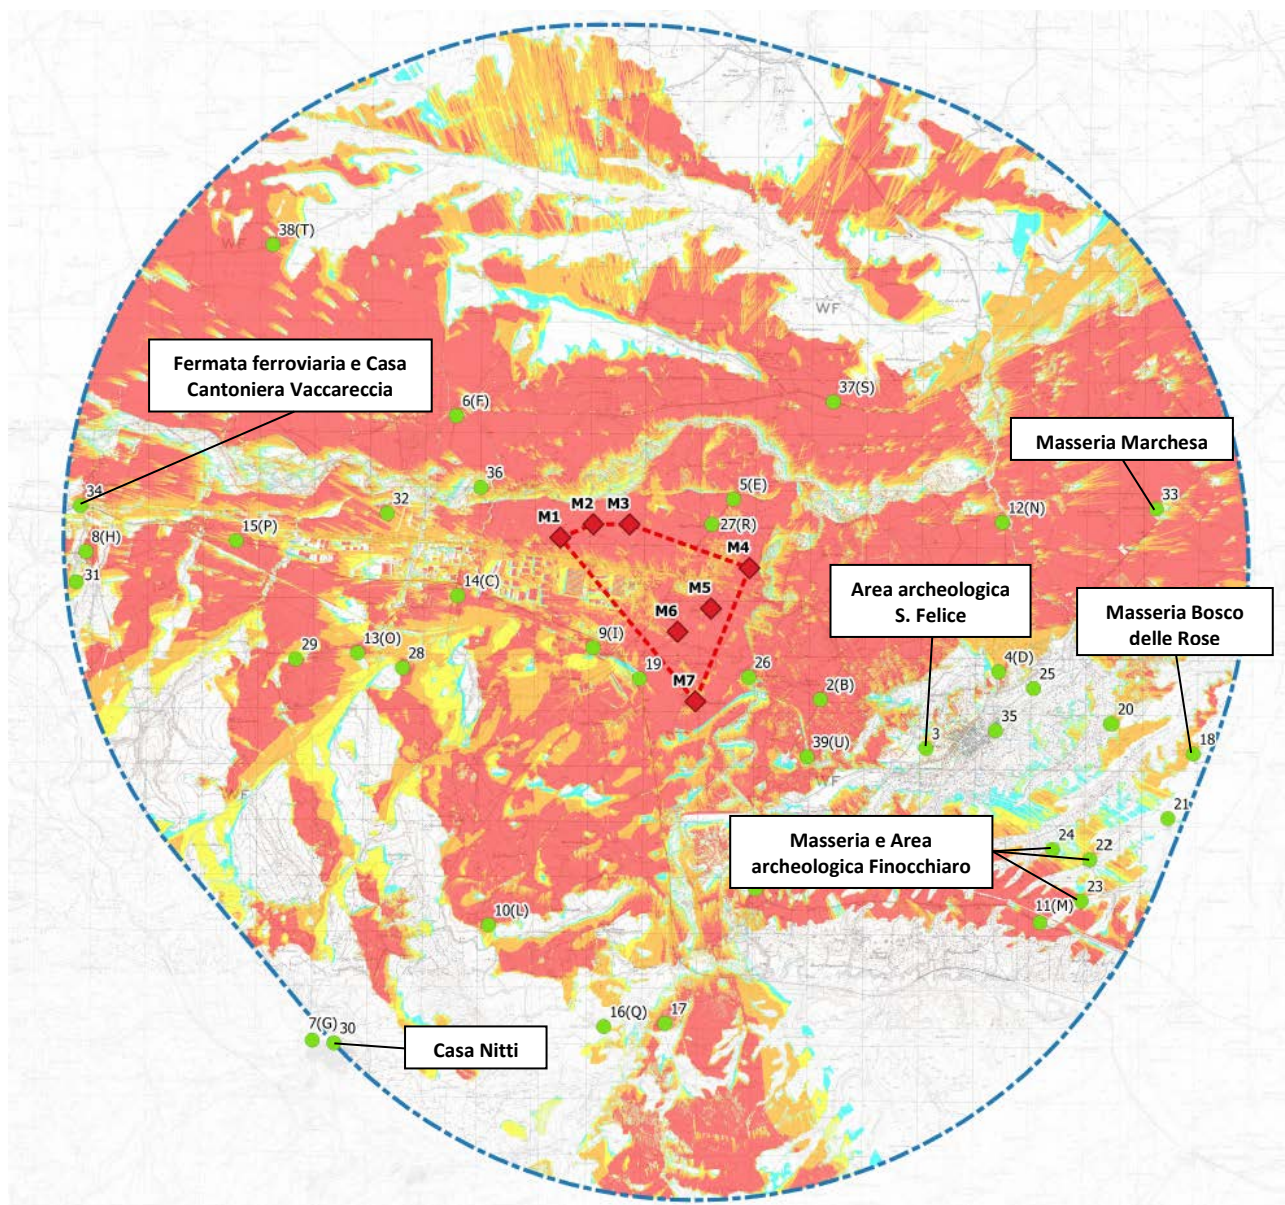 38(T)
WF
WF
Fermata ferroviaria e Casa
Cantoniera Vaccareccia
37(S)
6(F)
Masseria Marchesa
36
34
32
M2
M3
5(E)
33
M1
15(P)
27(R)
12(N)
8(H)
M4
31
14(C)
M5
Area archeologica
S. Felice
Masseria Bosco
delle Rose
M6
9(I)
13(O)
29
28
19
M7
26
4(D)
25
2(B)
35
20
39(U)
3
18
WF
WF
21
Masseria e Area
archeologica Finocchiaro
24
22
23
11(M)
10(L)
16(Q)
17
7(G)
30
Casa Nitti